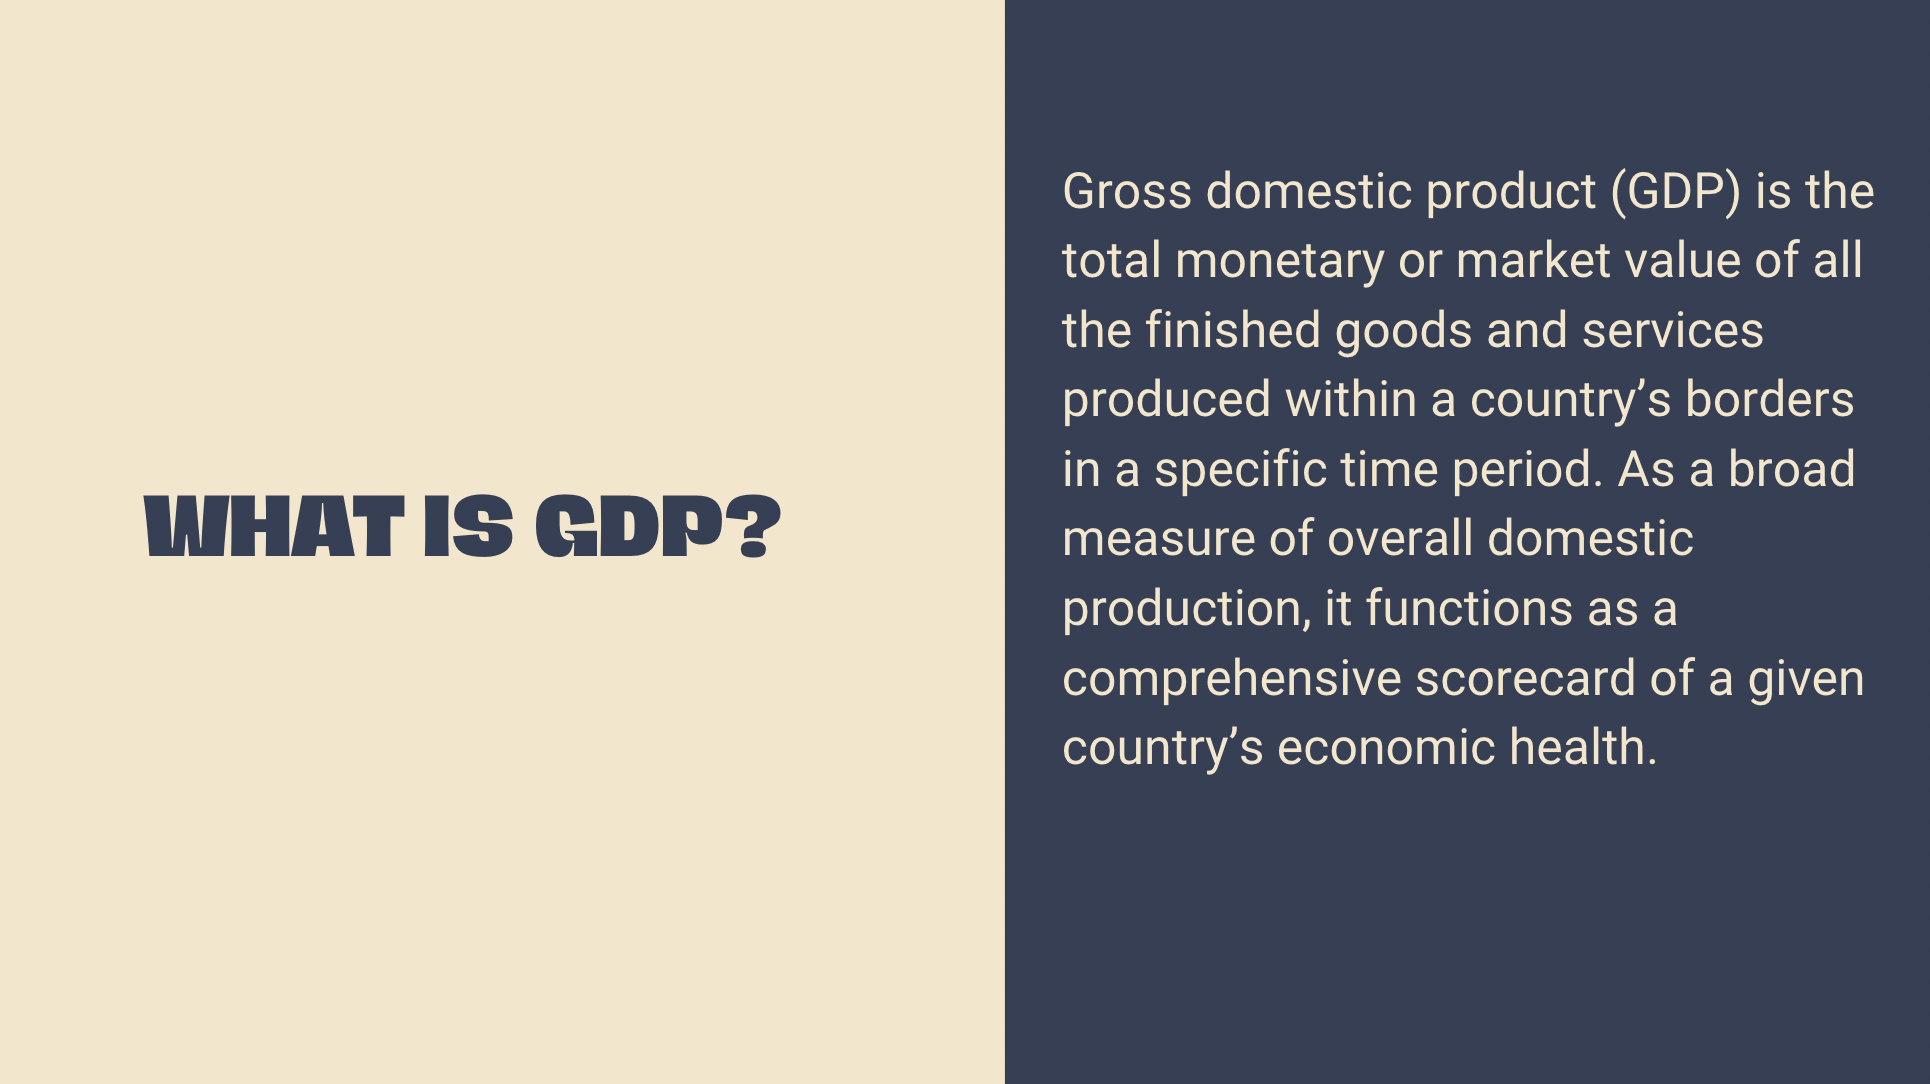 WHAT IS GDP?
Gross domestic product (GDP) is the
total monetary or market value of all
the finished goods and services
produced within a country’s borders
in a specific time period. As a broad
measure of overall domestic
production, it functions as a
comprehensive scorecard of a given
country’s economic health.